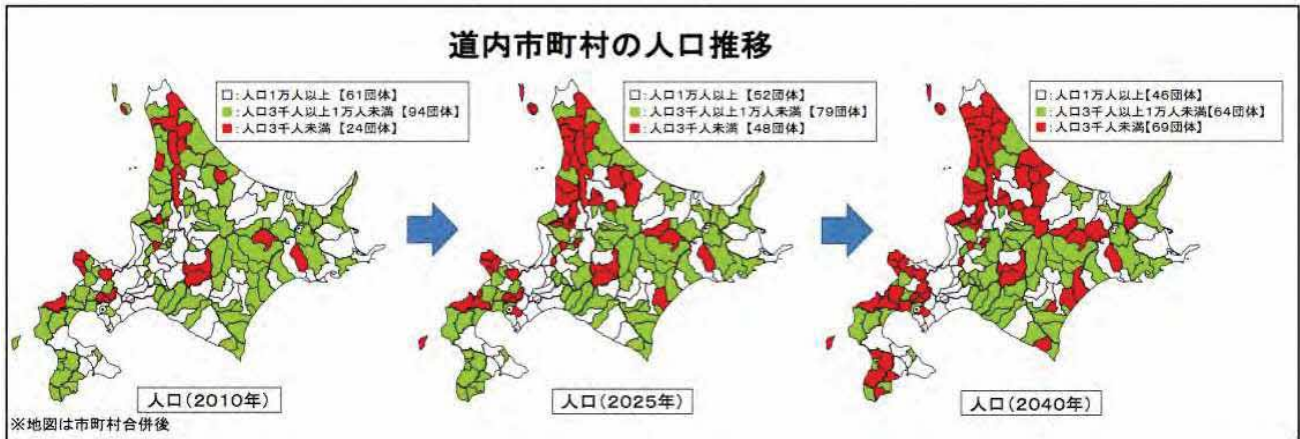 道内市町村の人口推移
□:人口1万人以上【61団体】
■:人口3千人以上1万人未満【94団体】
■:人口3千人未満【24団体】
□:人口1万人以上【52団体】
■:人口3千人以上1万人未満【79団体】
■:人口3千人未満【48団体】
□:人口1万人以上【46団体】
■:人口3千人以上1万人未満【64団体】
■:人口3千人未満【69団体】
人口(2010年)
人口(2025年)
人口(2040年)
※地図は市町村合併後